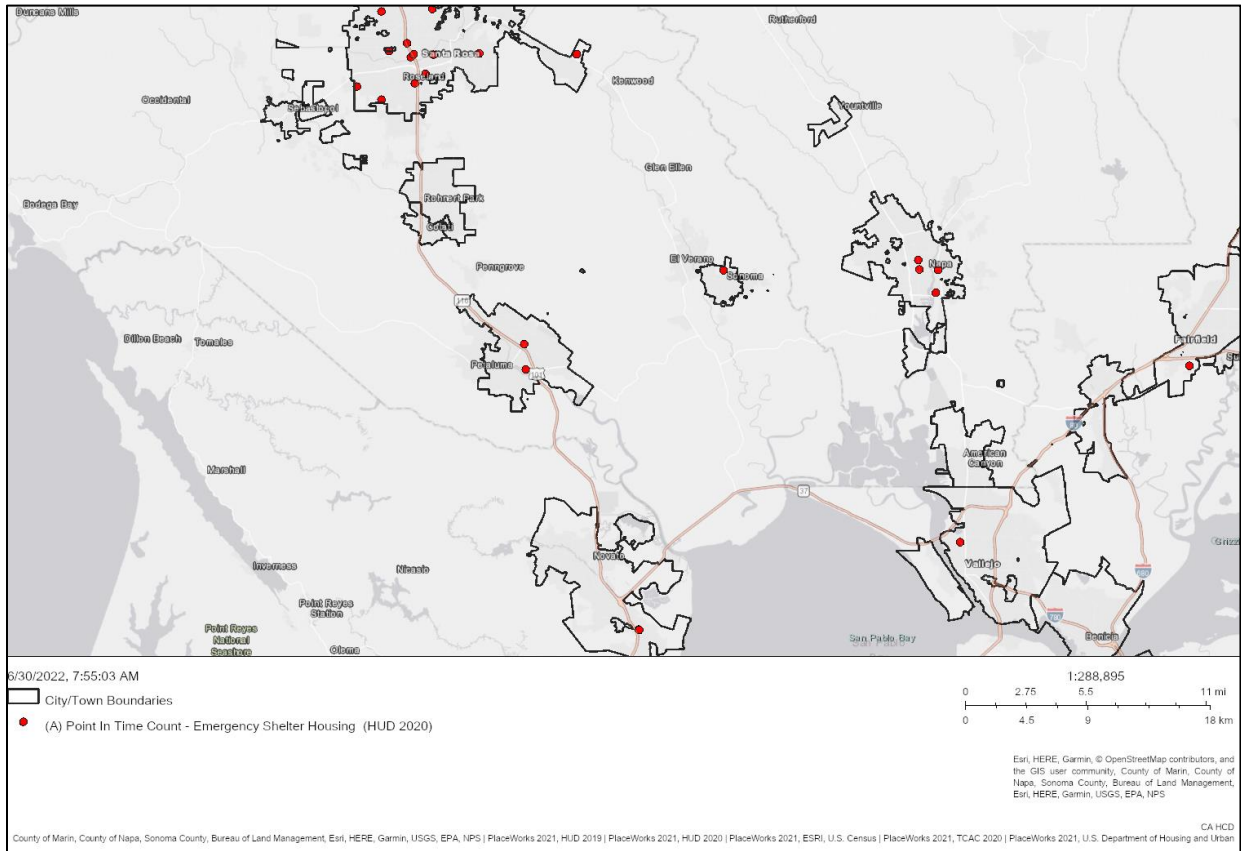 Duncans Mills
Rutherford
Santa Rosa
Kenwood
Roseland
Occidental
Sebastopol
Yountville
Glen Ellen
Rohnert Park
Bodega Bay
Cotati
Penngrove
El Verano
Sonoma
Napa
116
Dillon Beach
Tomales
Fairfield
Petaluma
101
American
Canyon
Marshall
37
Novato
Vallejo
Inverness
Nicasio
680
780
Point Reyes
Station
Point Reyes
National
Seashore
Olema
San Pablo Bay
San Pablo
Benicia
6/30/2022, 7:55:03 AM
City/Town Boundaries
(A) Point In Time Count - Emergency Shelter Housing (HUD 2020)
1:288,895
0 2.75 5.5 11 mi
0 4.5 9 18 km
Esri, HERE, Garmin, © OpenStreetMap contributors, and
the GIS user community, County of Marin, County of
Napa, Sonoma County, Bureau of Land Management,
Esri, HERE, Garmin, USGS, EPA, NPS
CA HCD
County of Marin, County of Napa, Sonoma County, Bureau of Land Management, Esri, HERE, Garmin, USGS, EPA, NPS | PlaceWorks 2021, HUD 2019 | PlaceWorks 2021, HUD 2020 | PlaceWorks 2021, ESRI, U.S. Census | PlaceWorks 2021, TCAC 2020 | PlaceWorks 2021, U.S. Department of Housing and Urban